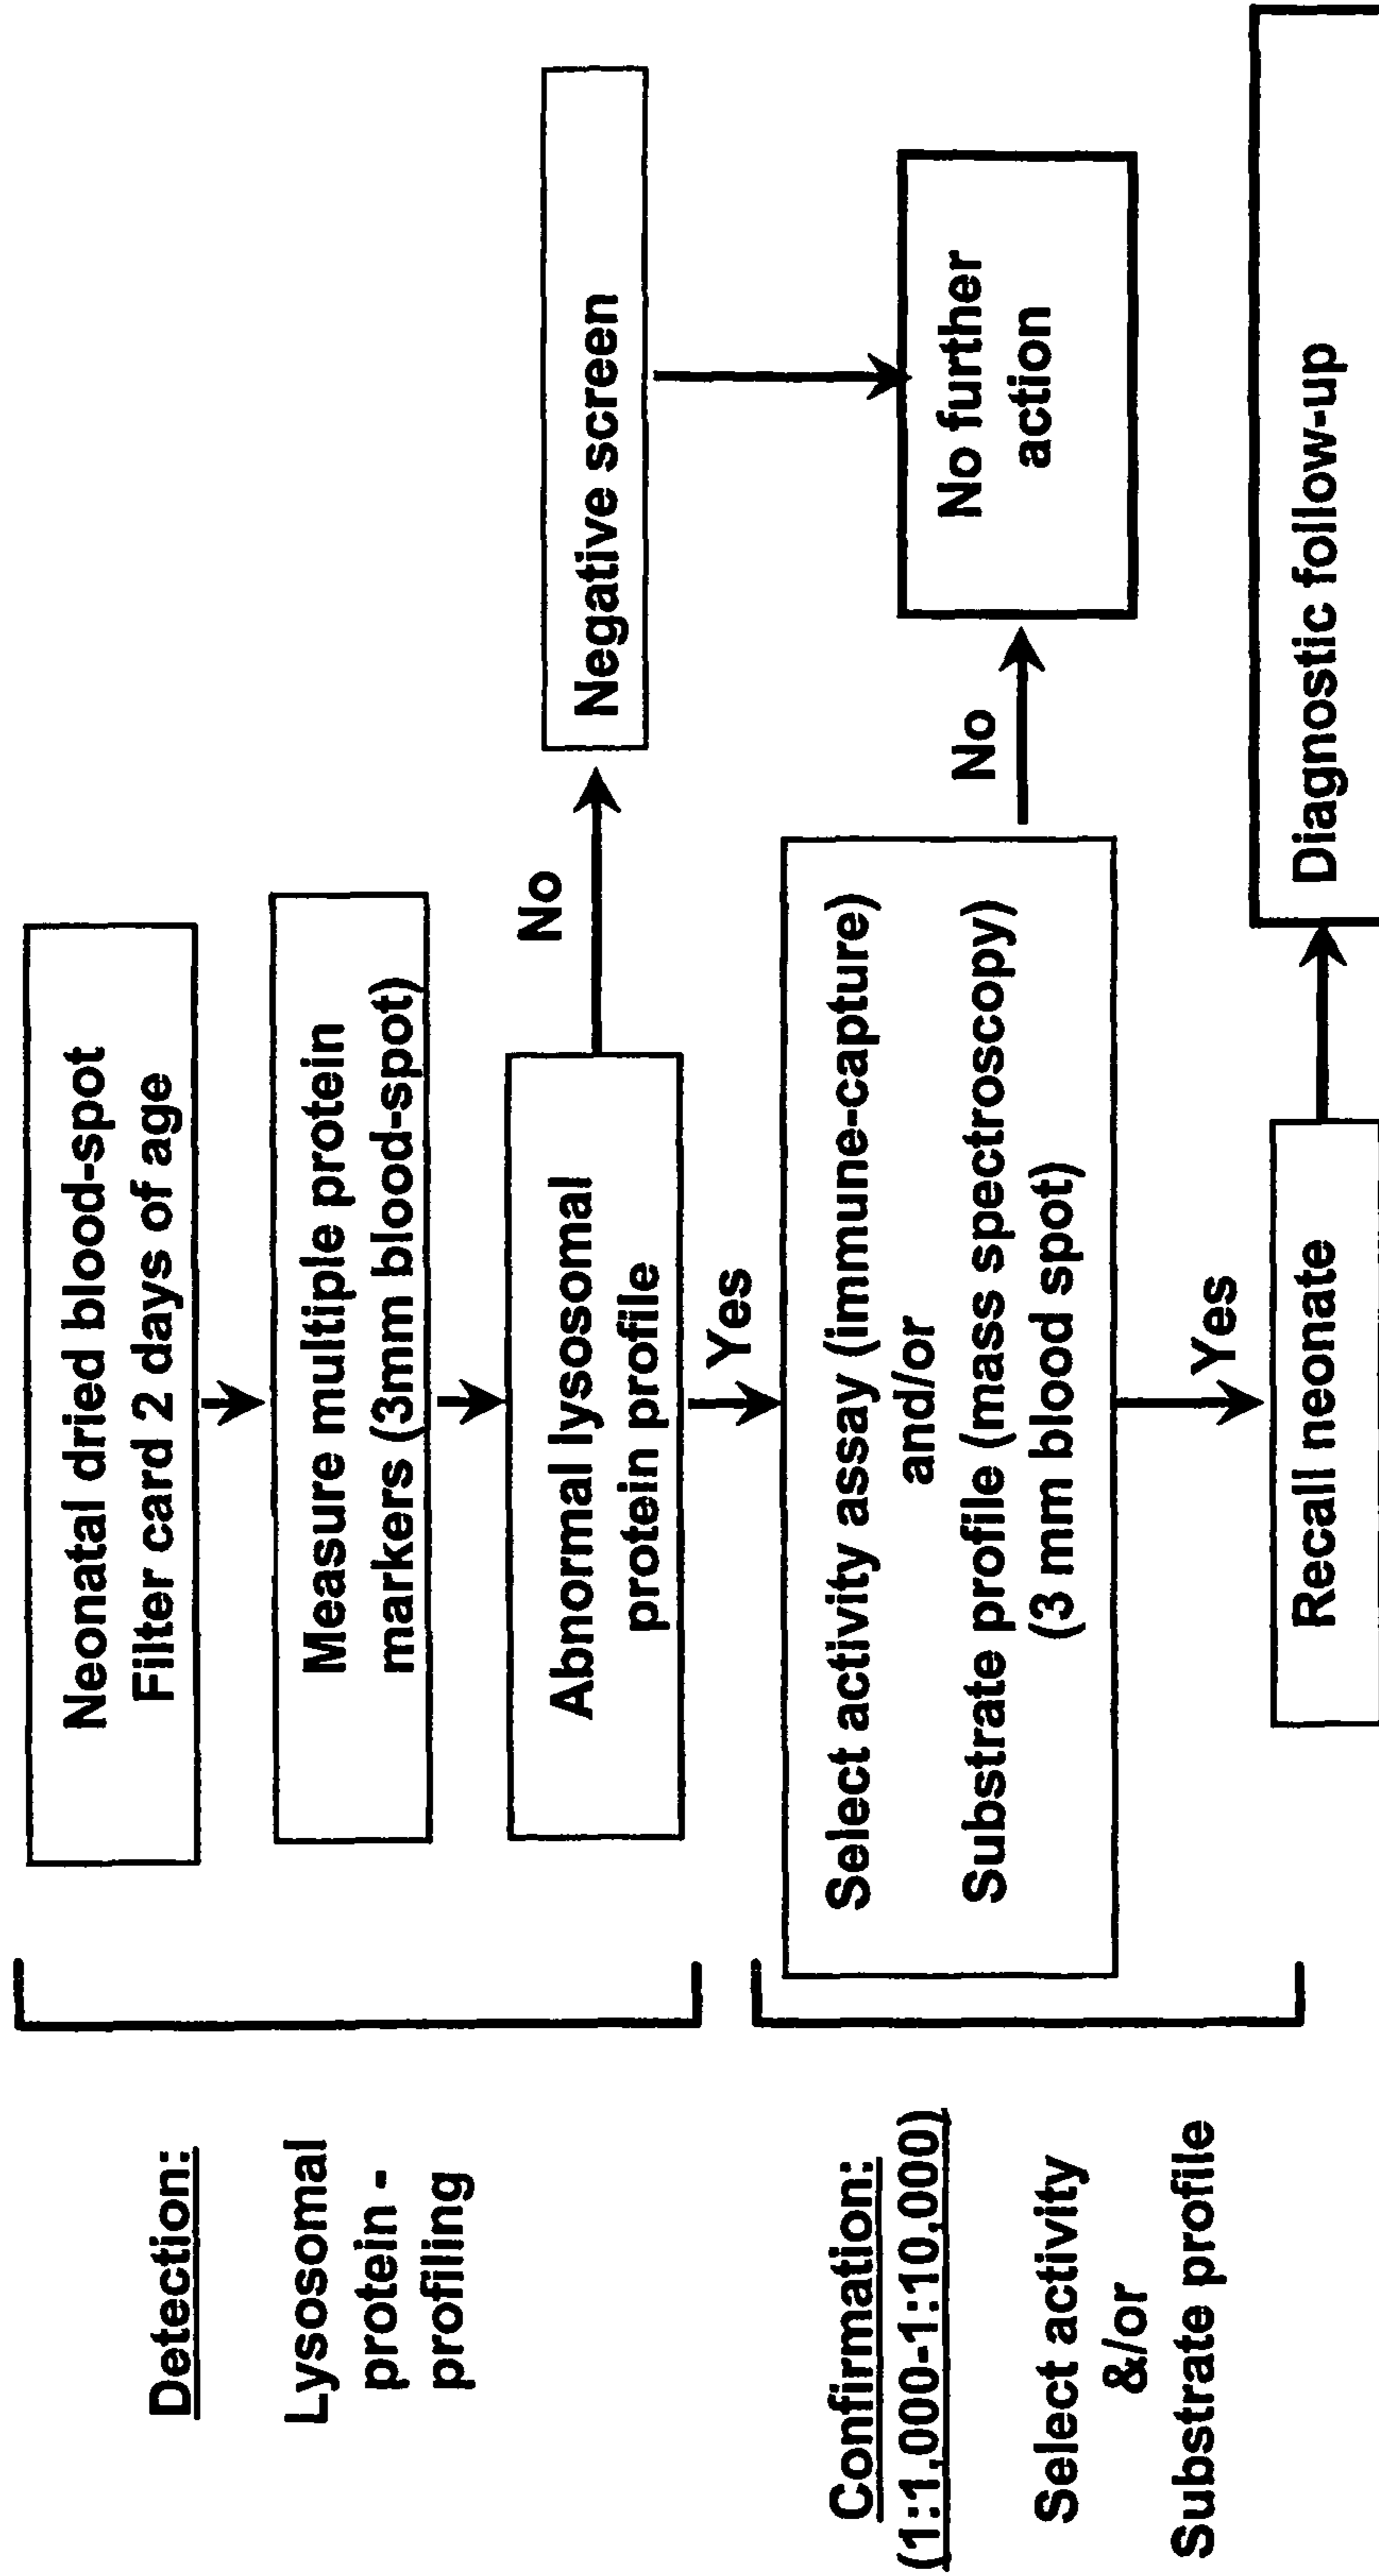 Detection:
Lysosomal
protein -
profiling
Neonatal dried blood-spot
Filter card 2 days of age
Measure multiple protein
markers (3mm blood-spot)
Abnormal lysosomal
protein profile
No
Negative screen
Yes
Confirmation:
(1:1,000-1:10,000)
Select activity
&/or
Substrate profile
Select activity assay (immune-capture)
and/or
Substrate profile (mass spectroscopy)
(3 mm blood spot)
No
No further
action
Yes
Recall neonate
Diagnostic follow-up